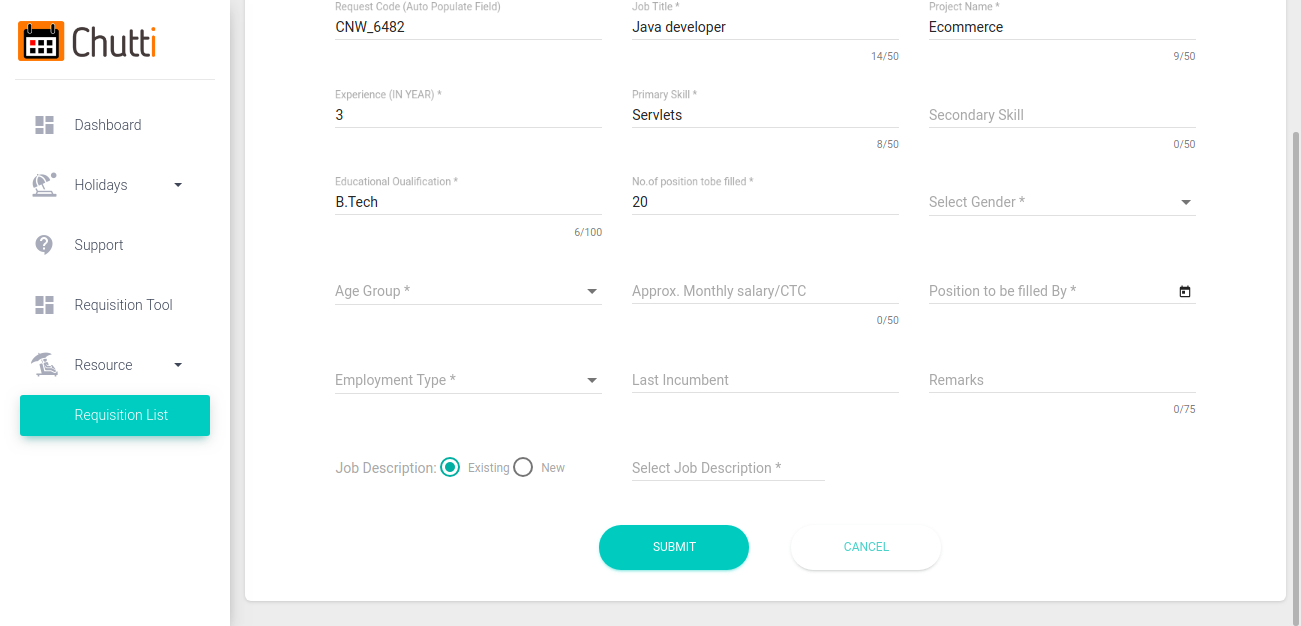 Chutti
Dashboard
Holidays
Support
Requisition Tool
Resource
Requisition List
Request Code (Auto Populate Field)
CNW_6482
Job Title *
Java developer
14/50
Project Name *
Ecommerce
9/50
Experience (IN YEAR) *
3
Primary Skill *
Servlets
8/50
Secondary Skill
0/50
Educational Qualification *
B.Tech
6/100
No.of position tobe filled *
20
Select Gender *
Age Group *
Approx. Monthly salary/CTC
0/50
Position to be filled By *
Employment Type *
Last Incumbent
Remarks
0/75
Job Description: Existing New
Select Job Description *
SUBMIT
CANCEL